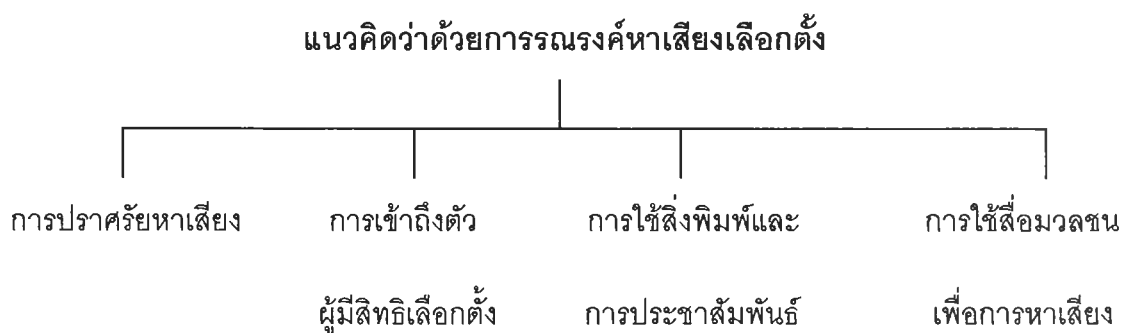 แนวคิดว่าด้วยการรณรงค์หาเสียงเลือกตั้ง
การปราศรัยหาเสียง
การเข้าถึงตัว
ผู้มีสิทธิเลือกตั้ง
การใช้สิ่งพิมพ์และ
การประชาสัมพันธ์
การใช้สื่อมวลชน
เพื่อการหาเสียง